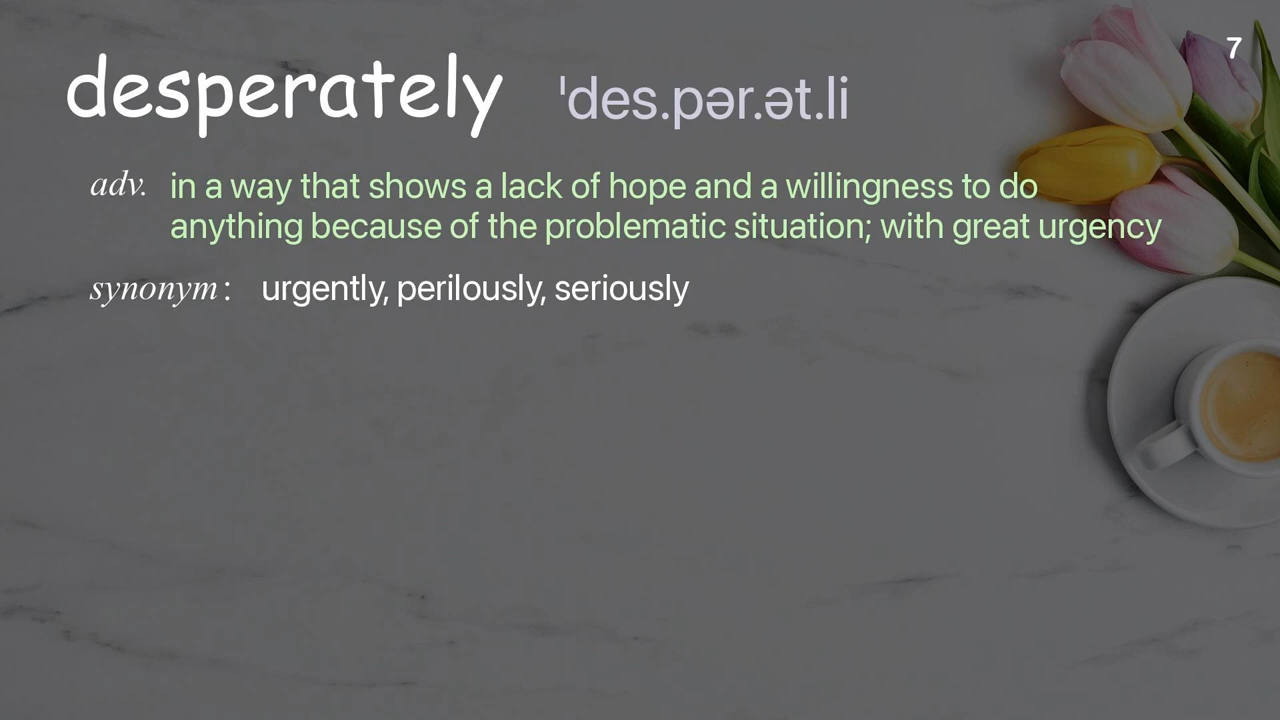 7
desperately ˈdes.pər.ət.li
adv. in a way that shows a lack of hope and a willingness to do
anything because of the problematic situation; with great urgency
synonym : urgently, perilously, seriously